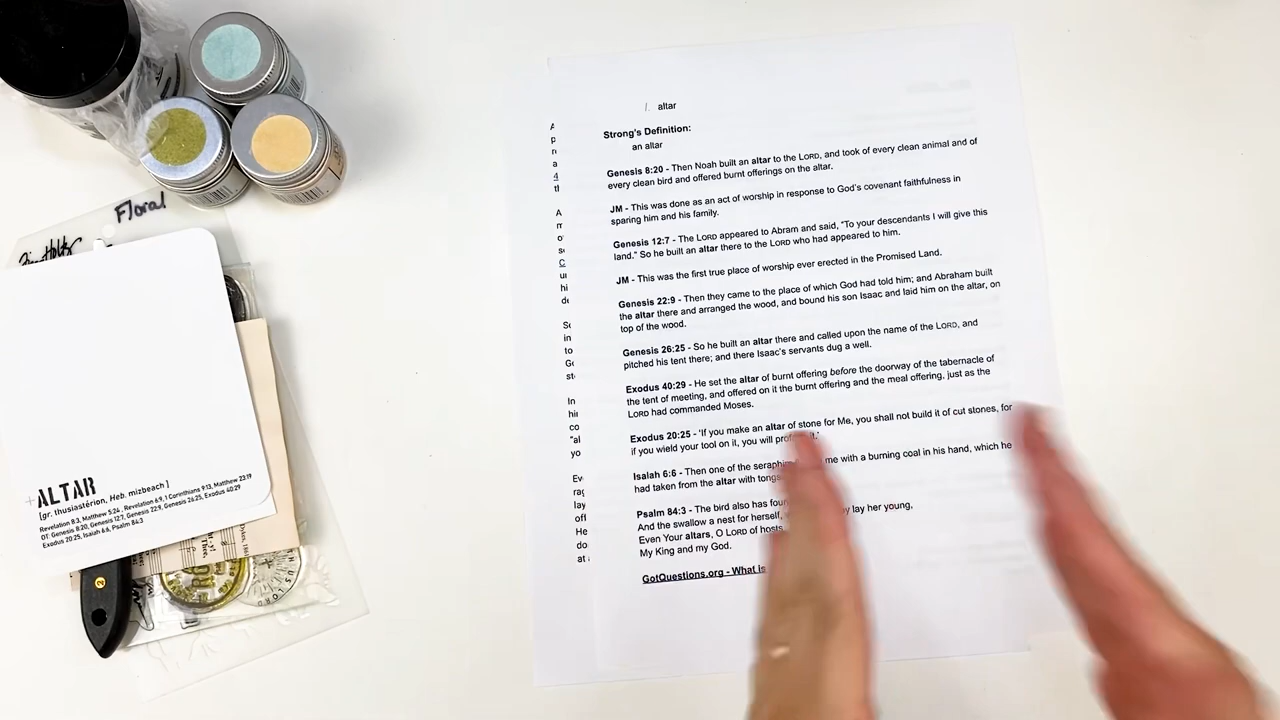 altar
Strong's Definition:
an altar
Genesis 8:20 - Then Noah built an altar to the LORD, and took of every clean animal and of
every clean bird and offered burnt offerings on the altar.
JM - This was done as an act of worship in response to God's covenant faithfulness in
sparing him and his family.
Genesis 12:7 - The LORD appeared to Abram and said, "To your descendants I will give this
land." So he built an altar there to the LORD who had appeared to him.
JM - This was the first true place of worship ever erected in the Promised Land.
Genesis 22:9 - Then they came to the place of which God had told him; and Abraham built
the altar there and arranged the wood, and bound his son Isaac and laid him on the altar, on
top of the wood.
Genesis 26:25 - So he built an altar there and called upon the name of the LORD, and
pitched his tent there; and there Isaac's servants dug a well.
Exodus 40:29 - He set the altar of burnt offering before the doorway of the tabernacle of
the tent of meeting, and offered on it the burnt offering and the meal offering, just as the
LORD had commanded Moses.
Exodus 20:25 - 'If you make an altar of stone for Me, you shall not build it of cut stones, for
if you wield your tool on it, you will
Isaiah 6:6 - Then one of the seraphim me with a burning coal in his hand, which he
had taken from the altar with tongs
Psalm 84:3 - The bird also has lay her young,
And the swallow a nest for herself,
Even Your altars, O LORD of hosts
My King and my God.
GotQuestions.org - What is
Floral
ALTAR
[gr. thusiastérion, Heb. mizbeach ]
Revelation 8:3, Matthew 5:24, Revelation 6:9, 1 Corinthians 9:13, Matthew 23:19
OT: Genesis 8:20, Genesis 12:7, Genesis 22:9, Genesis 26:25, Exodus 40:29
Exodus 20:25, Isaiah 6:6, Psalm 84:3
2